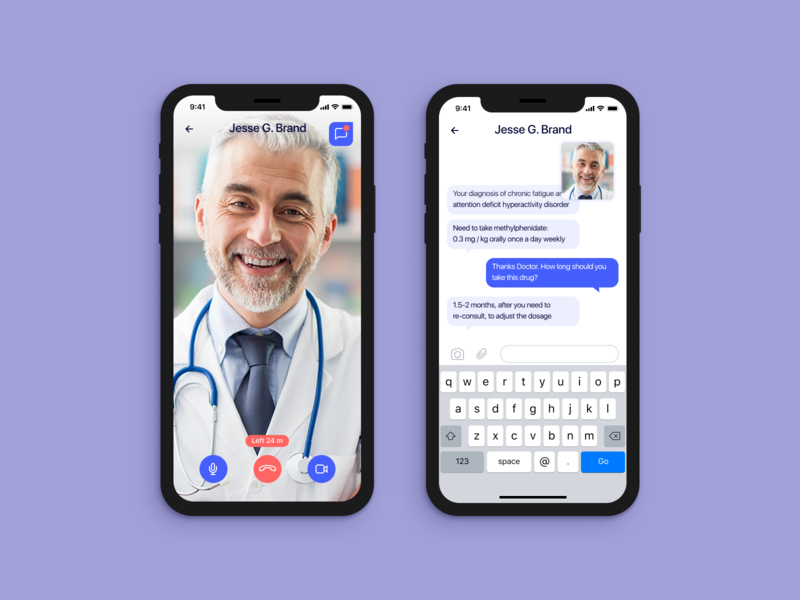 9:41
Jesse G. Brand
Left 24 m
9:41
Jesse G. Brand
Your diagnosis of chronic fatigue
attention deficit hyperactivity disorder
Need to take methylphenidate:
0.3 mg / kg orally once a day weekly
Thanks Doctor. How long should you
take this drug?
1.5-2 months, after you need to
re-consult, to adjust the dosage
q w e r t y u i o p
a s d f g h j k l
z x c v b n m
123 space @ . Go